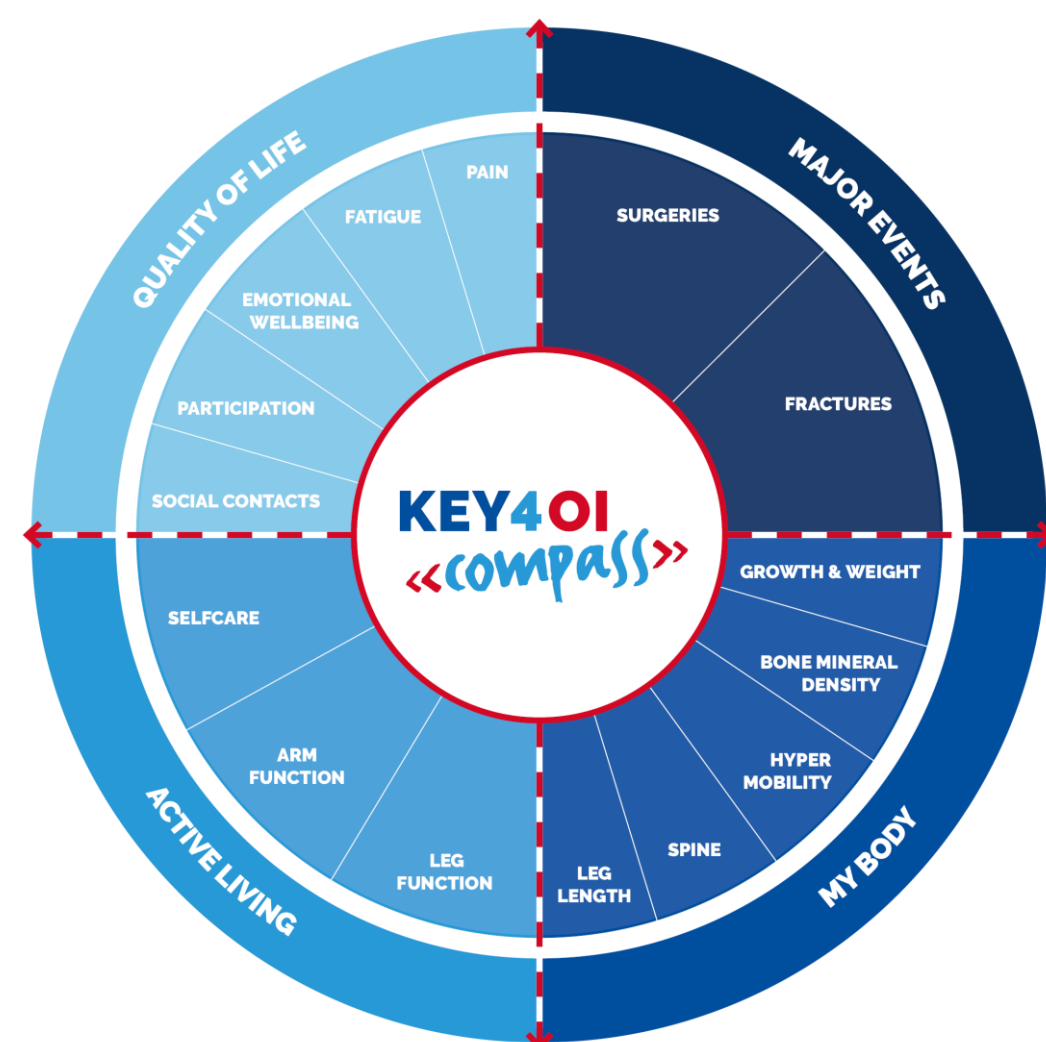 QUALITY OF LIFE
PAIN
FATIGUE
EMOTIONAL
WELLBEING
PARTICIPATION
SOCIAL CONTACTS
MAJOR EVENTS
SURGERIES
FRACTURES
KEY4OI
«compass»
ACTIVE LIVING
SELFCARE
ARM
FUNCTION
LEG
FUNCTION
MY BODY
GROWTH & WEIGHT
BONE MINERAL
DENSITY
HYPER
MOBILITY
SPINE
LEG
LENGTH